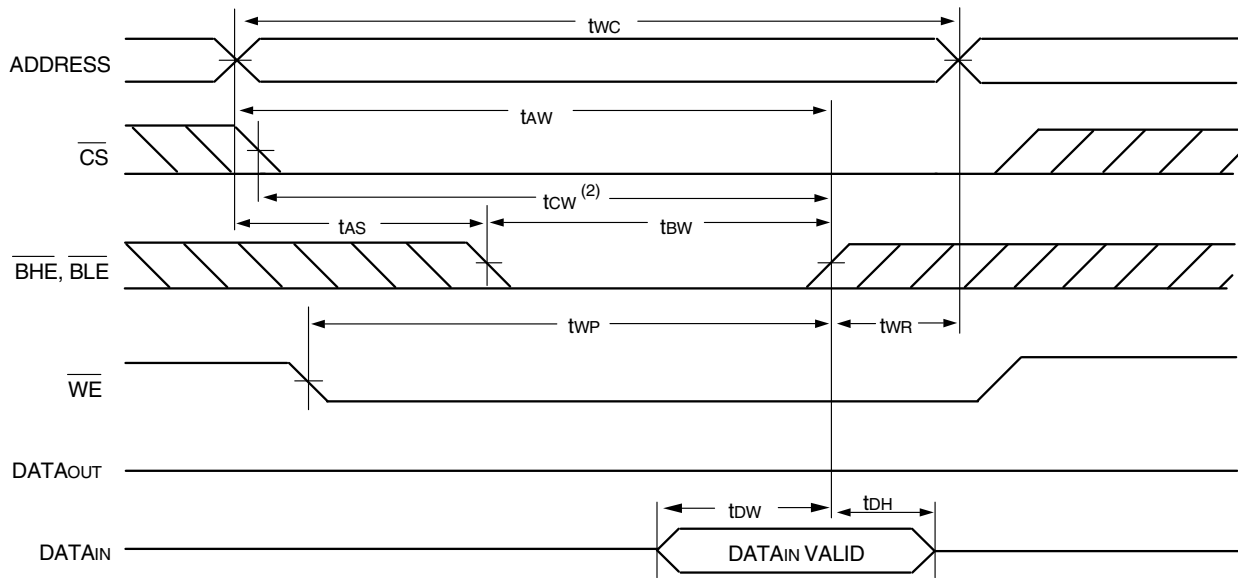 tWC
ADDRESS
tAW
CS
tCW (2)
tAS
tBW
BHE, BLE
tWP
tWR
WE
DATAOUT
tDW
tDH
DATAIN
DATAIN VALID